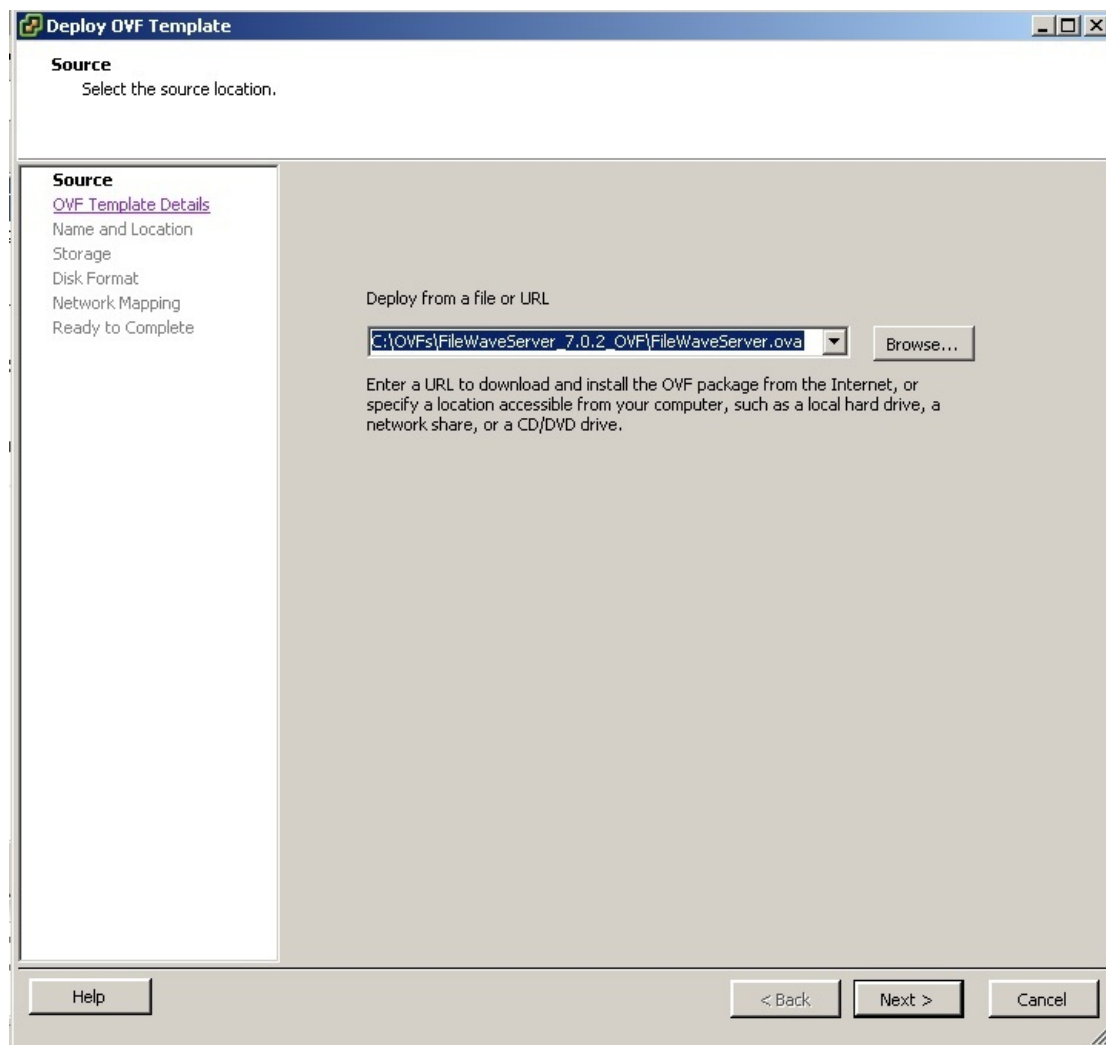 Deploy OVF Template
Source
Select the source location.
Source
OVF Template Details
Name and Location
Storage
Disk Format
Network Mapping
Ready to Complete
Deploy from a file or URL
C:\OVFs\FileWaveServer_7.0.2_OVF\FileWaveServer.ova
Browse...
Enter a URL to download and install the OVF package from the Internet, or
specify a location accessible from your computer, such as a local hard drive, a
network share, or a CD/DVD drive.
Help
< Back
Next >
Cancel